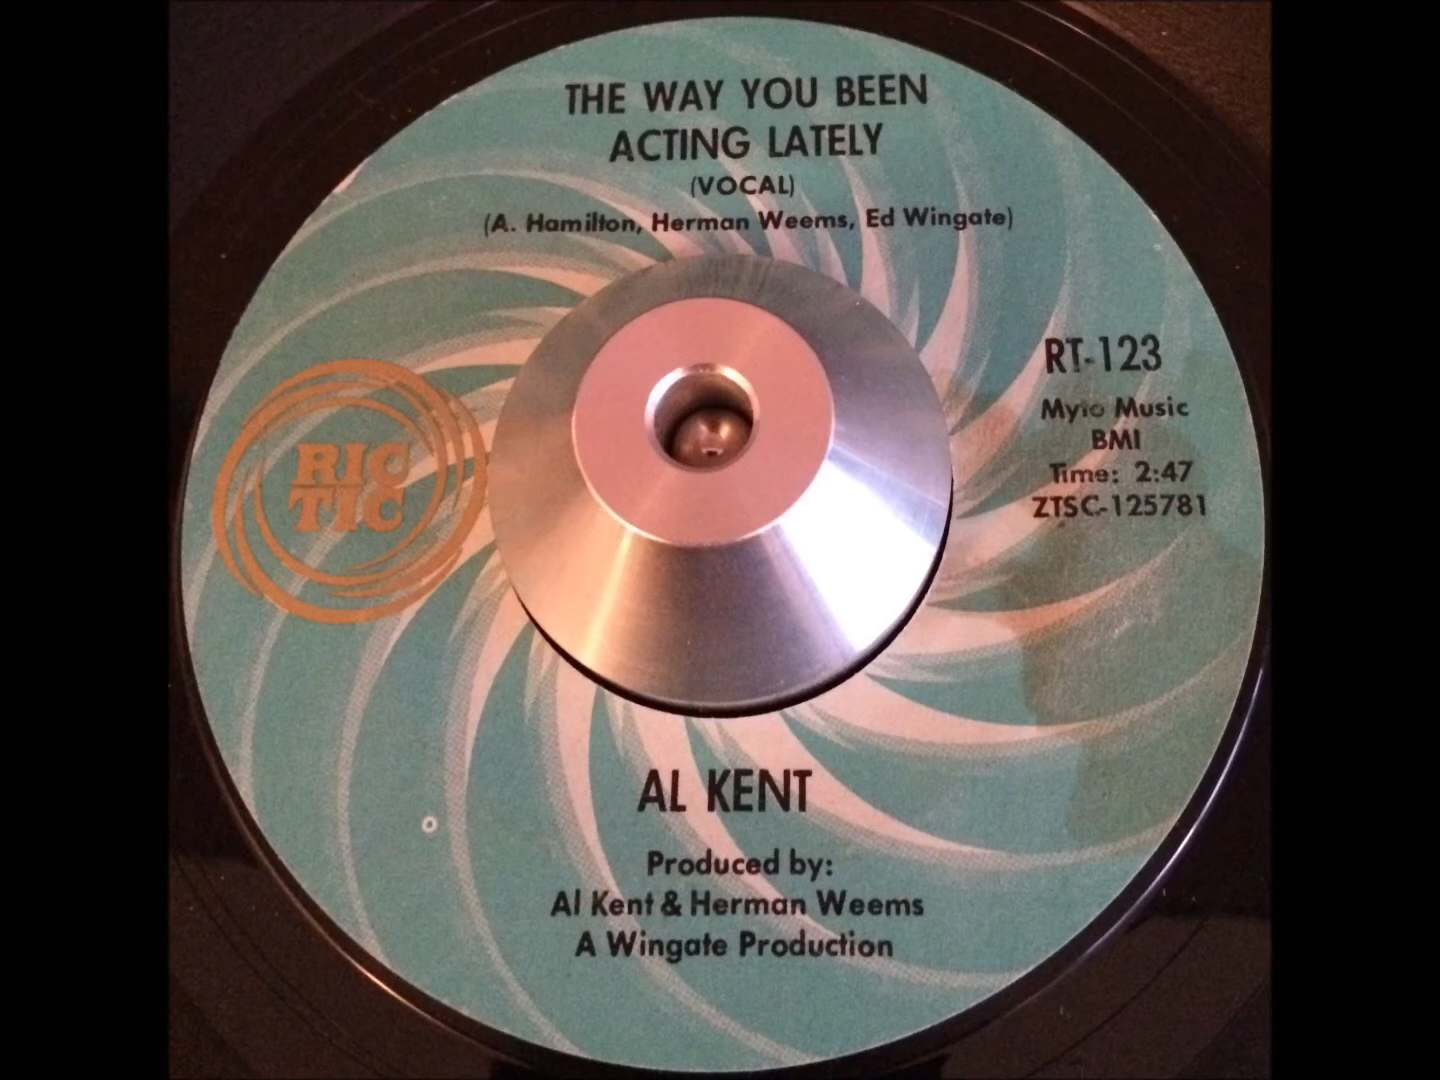 THE WAY YOU BEEN
ACTING LATELY
(VOCAL)
(A. Hamilton, Herman Weems, Ed Wingate)
RIC
TIC
RT-123
Myto Music
BMI
Time: 2:47
ZTSC-125781
AL KENT
Produced by:
Al Kent & Herman Weems
A Wingate Production